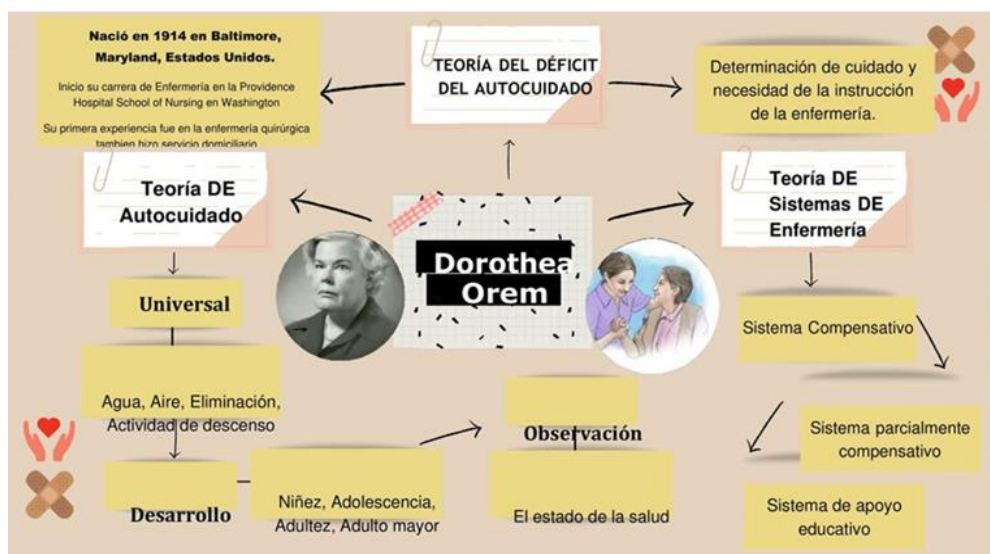 Nació en 1914 en Baltimore,
Maryland, Estados Unidos.
Inicio su carrera de Enfermería en la Providence
Hospital School of Nursing en Washington
Su primera experiencia fue en la enfermería quirúrgica
tambien hizo servicio domiciliario
TEORÍA DEL DÉFICIT
DEL AUTOCUIDADO
Determinación de cuidado y
necesidad de la instrucción
de la enfermería.
Teoría DE
Autocuidado
Dorothea
Orem
Teoría DE
Sistemas DE
Enfermería
Universal
Agua, Aire, Eliminación,
Actividad de descenso
Desarrollo
Niñez, Adolescencia,
Adultez, Adulto mayor
Observación
El estado de la salud
Sistema Compensativo
Sistema parcialmente
compensativo
Sistema de apoyo
educativo